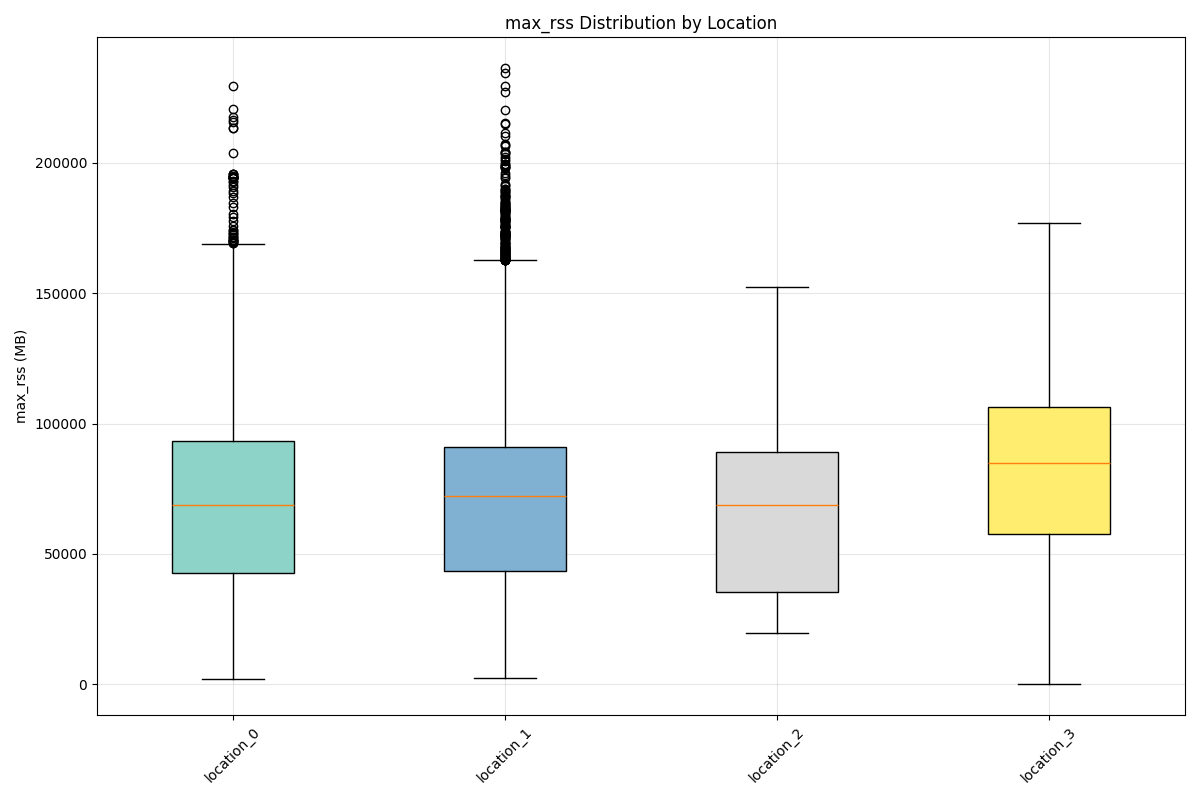 max_rss Distribution by Location
max_rss (MB)
200000
150000
100000
50000
0
location_0
location_1
location_2
location_3